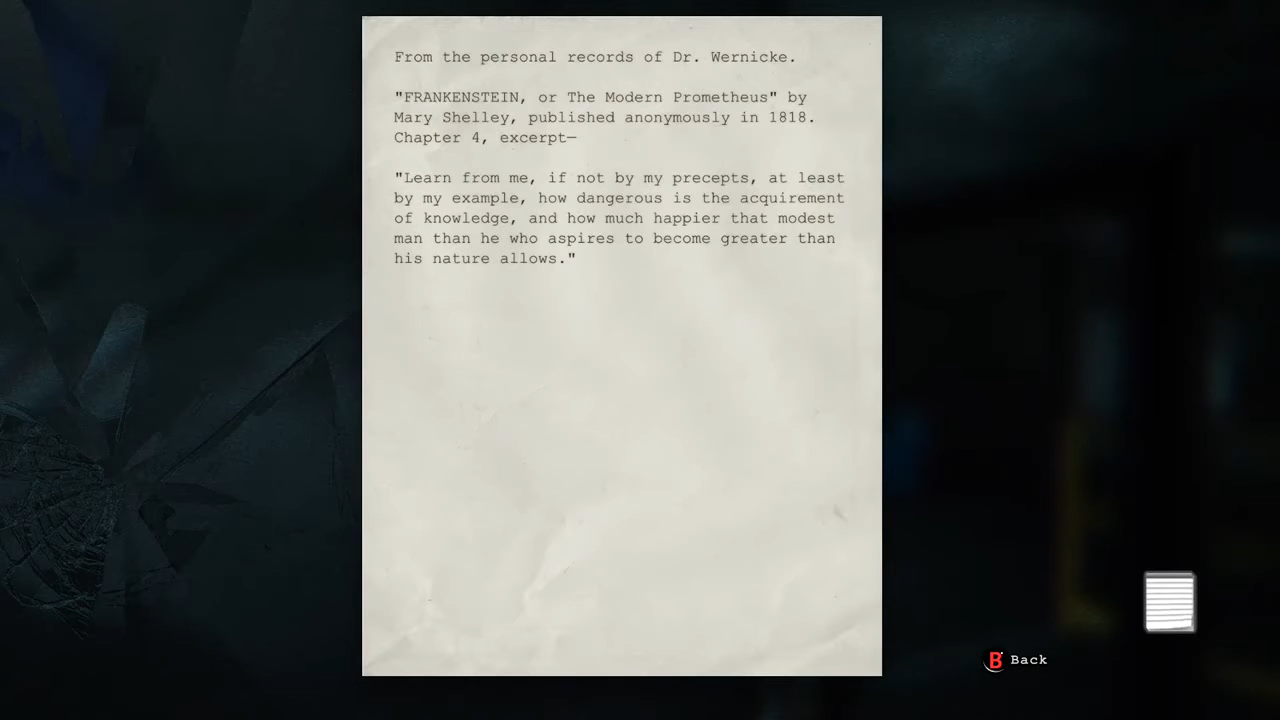 From the personal records of Dr. Wernicke.
"FRANKENSTEIN, or The Modern Prometheus" by
Mary Shelley, published anonymously in 1818.
Chapter 4, excerpt—
"Learn from me, if not by my precepts, at least
by my example, how dangerous is the acquirement
of knowledge, and how much happier that modest
man than he who aspires to become greater than
his nature allows."
B Back